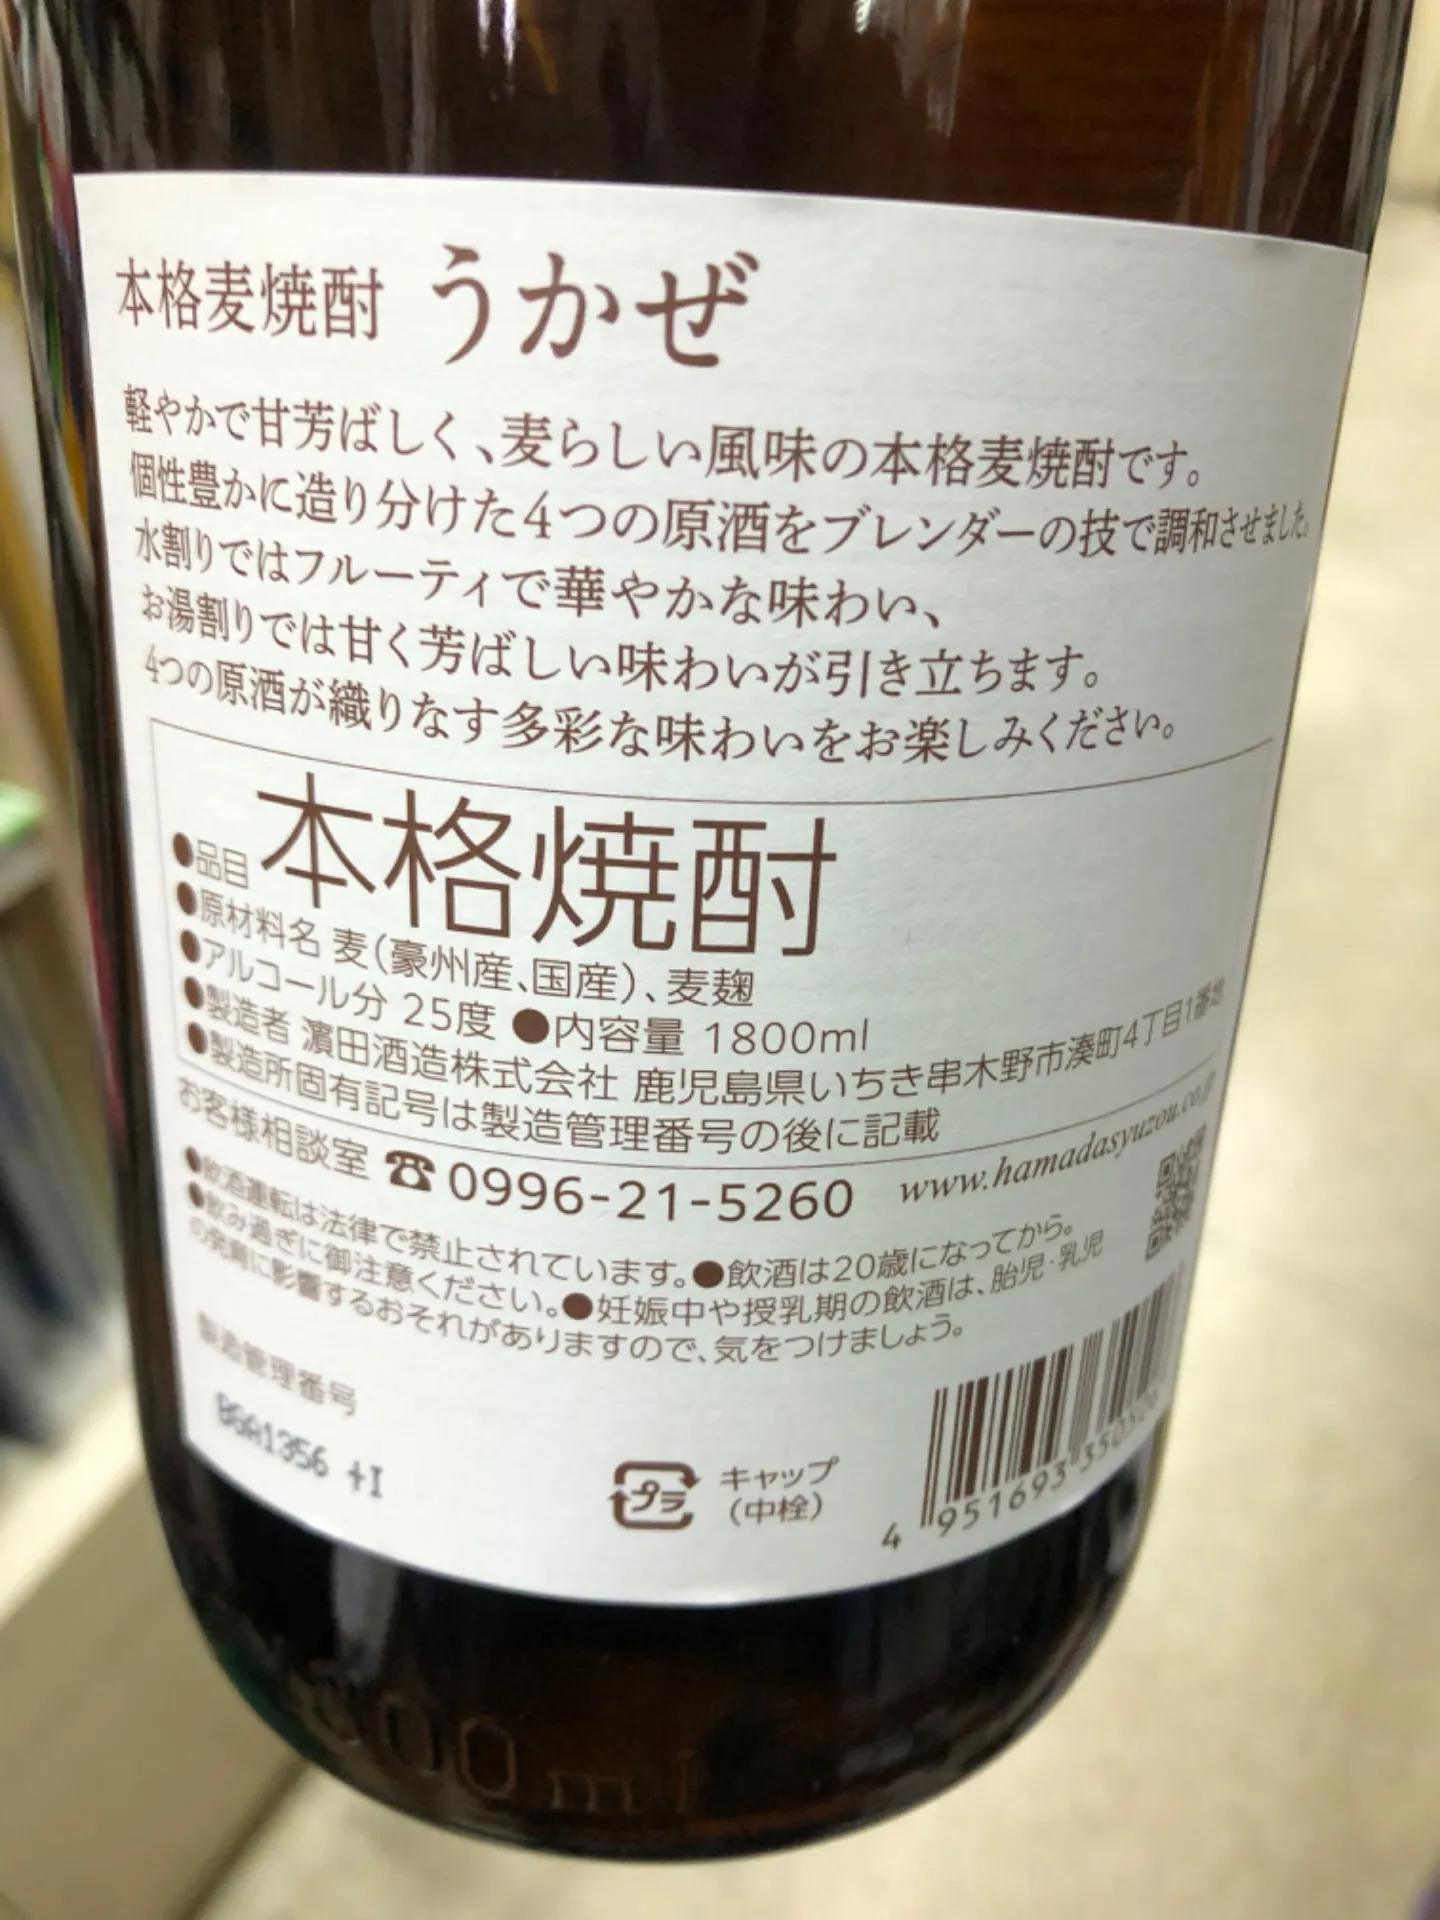 本格麦焼酎 うかぜ
軽やかで甘芳ばしく、麦らしい風味の本格麦焼酎です。
個性豊かに造り分けた4つの原酒をブレンダーの技で調和させました。
水割りではフルーティで華やかな味わい、
お湯割りでは甘く芳ばしい味わいが引き立ちます。
4つの原酒が織りなす多彩な味わいをお楽しみください。
●品目 本格焼酎
●原材料名 麦(豪州産、国産)、麦麹
●アルコール分 25度 ●内容量 1800ml
●製造者 濵田酒造株式会社 鹿児島県いちき串木野市湊町4丁目1番地
●製造所固有記号は製造管理番号の後に記載
お客様相談室 ☎0996-21-5260 www.hamadasyuzou.co.jp
●飲酒運転は法律で禁止されています。●飲酒は20歳になってから。
●飲み過ぎに御注意ください。●妊娠中や授乳期の飲酒は、胎児・乳児
の発育に影響するおそれがありますので、気をつけましょう。
製造管理番号
+I
プラ
キャップ
(中栓)
4 951693
800ml